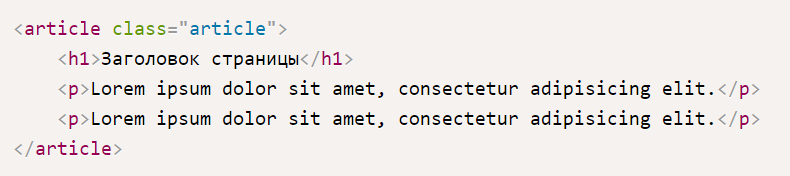 <article class="article">
<h1>Заголовок страницы</h1>
<p>Lorem ipsum dolor sit amet, consectetur adipisicing elit.</p>
<p>Lorem ipsum dolor sit amet, consectetur adipisicing elit.</p>
</article>